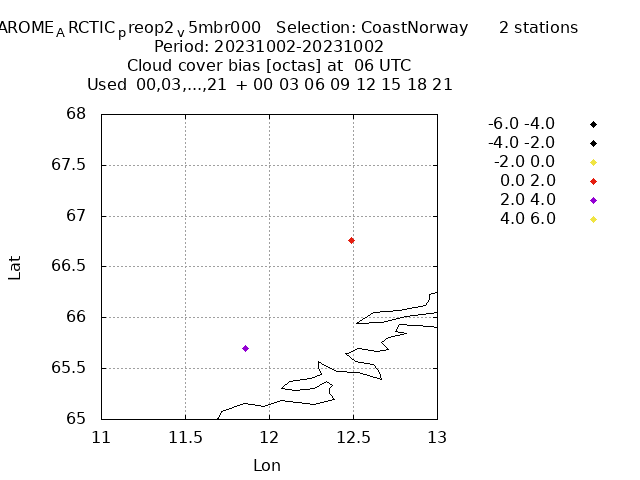 AROME_A RCTIC_p reop2_v 5mbr000 Selection: CoastNorway 2 stations
Period: 20231002-20231002
Cloud cover bias [octas] at 06 UTC
Used 00,03,...,21 + 00 03 06 09 12 15 18 21
68
67.5
67
66.5
66
65.5
65
Lat
11 11.5 12 12.5 13
Lon
-6.0 -4.0
-4.0 -2.0
-2.0 0.0
0.0 2.0
2.0 4.0
4.0 6.0